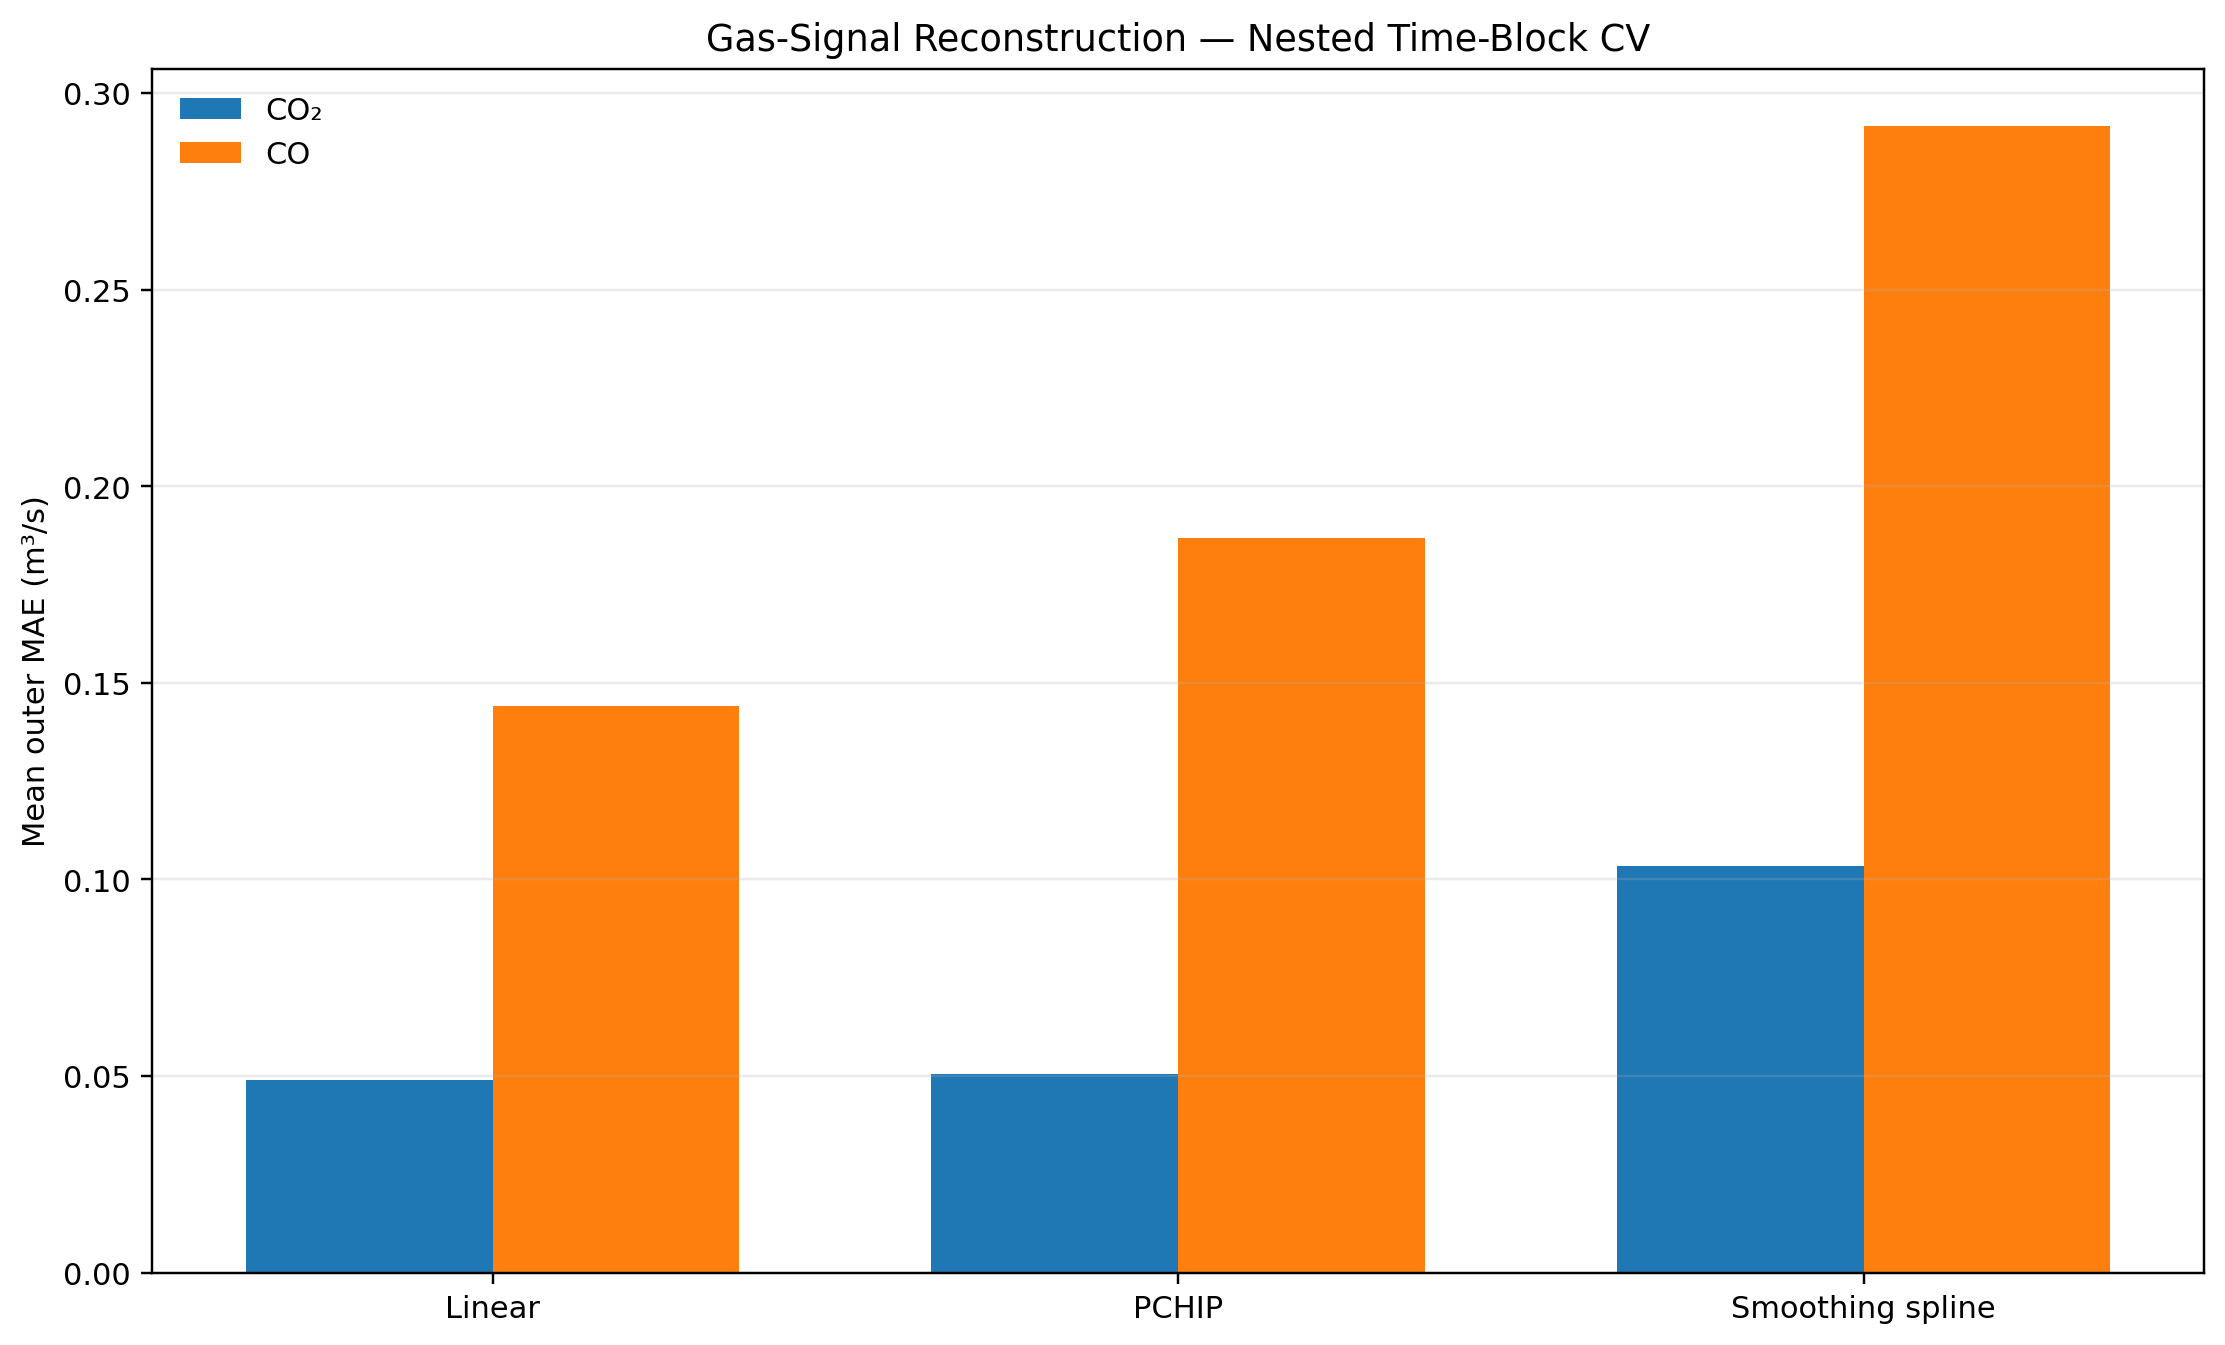 Gas-Signal Reconstruction — Nested Time-Block CV
CO₂
CO
Mean outer MAE (m³/s)
0.30
0.25
0.20
0.15
0.10
0.05
0.00
Linear
PCHIP
Smoothing spline